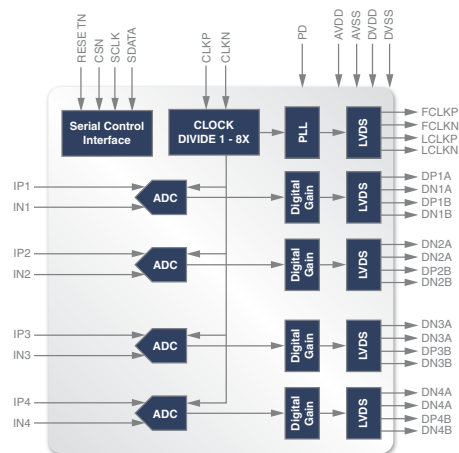 RESE TN
CSN
SCLK
SDATA
CLKP
CLKN
PD
AVDD
AVSS
DVDD
DVSS
Serial Control
Interface
CLOCK
DIVIDE 1 - 8X
PLL
LVDS
FCLKP
FCLKN
LCLKP
LCLKN
IP1
IN1
ADC
Digital
Gain
LVDS
DP1A
DN1A
DP1B
DN1B
IP2
IN2
ADC
Digital
Gain
LVDS
DN2A
DN2A
DP2B
DN2B
IP3
IN3
ADC
Digital
Gain
LVDS
DN3A
DN3A
DP3B
DN3B
IP4
IN4
ADC
Digital
Gain
LVDS
DN4A
DN4A
DP4B
DN4B